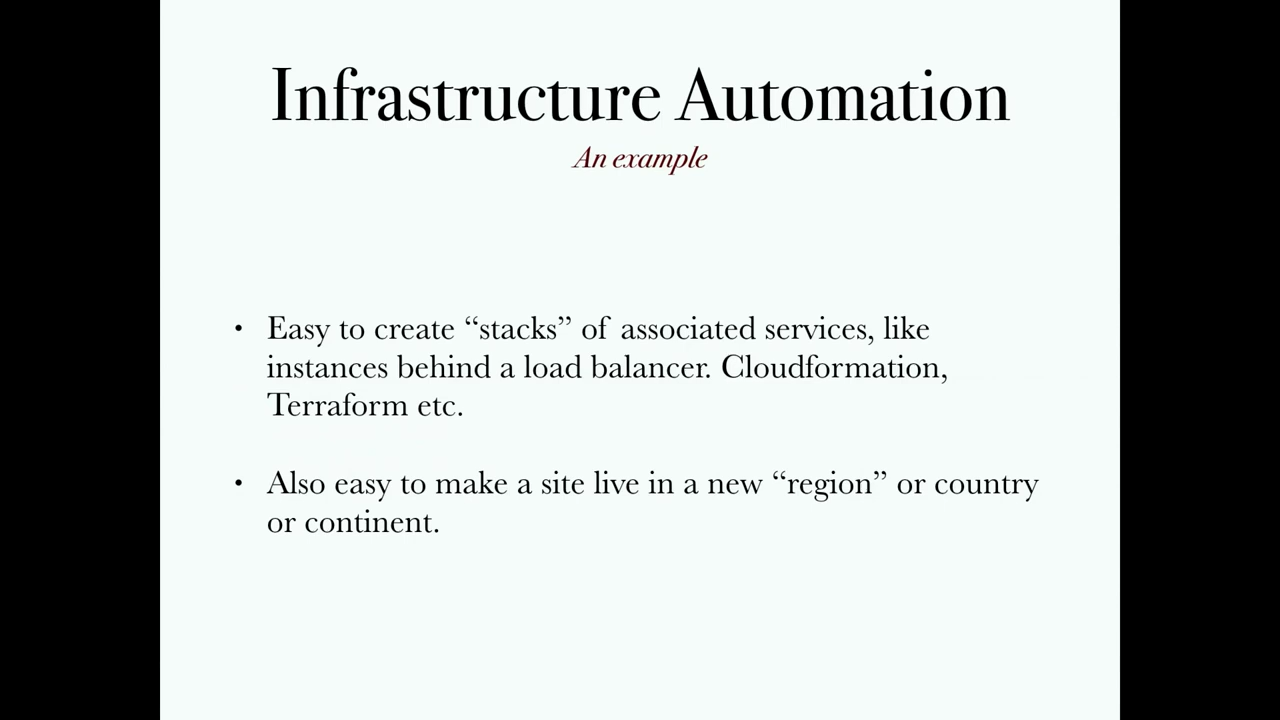 Infrastructure Automation
An example
• Easy to create “stacks” of associated services, like
instances behind a load balancer. Cloudformation,
Terraform etc.
• Also easy to make a site live in a new “region” or country
or continent.